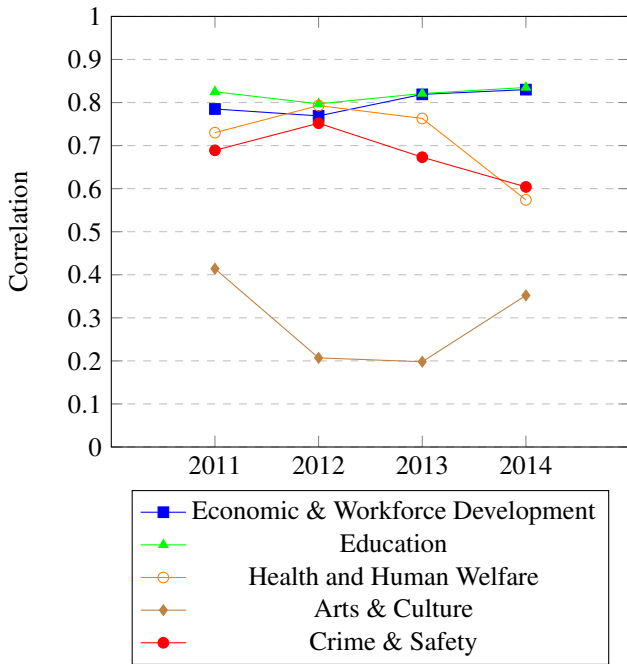 1
0.9
0.8
0.7
0.6
0.5
0.4
0.3
0.2
0.1
0
Correlation
2011 2012 2013 2014
Economic & Workforce Development
Education
Health and Human Welfare
Arts & Culture
Crime & Safety